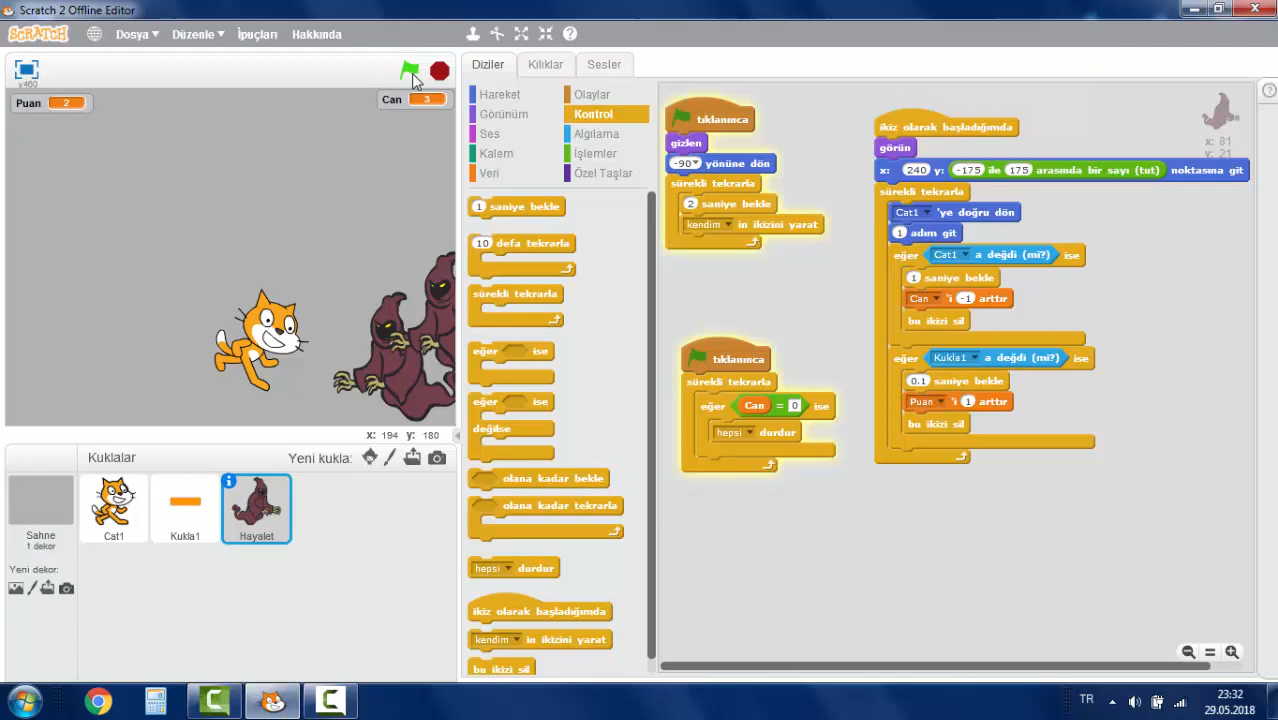 Scratch 2 Offline Editor
SCRATCH
Dosya
Düzenle
İpuçları
Hakkında
y460
Puan 2
Can 3
x: 194 y: 180
Kuklalar
Yeni kukla:
Sahne
1 dekor
Yeni dekor:
Cat1
Kukla1
Hayalet
Diziler
Kılıklar
Sesler
Hareket
Görünüm
Ses
Kalem
Veri
Olaylar
Kontrol
Algılama
İşlemler
Özel Taşlar
1 saniye bekle
10 defa tekrarla
sürekli tekrarla
eğer ise
eğer ise
değilse
olana kadar bekle
olana kadar tekrarla
hepsi durdur
ikiz olarak başladığımda
kendim in ikizini yarat
bu ikizi sil
tıklanınca
gizlen
-90 yönüne dön
sürekli tekrarla
2 saniye bekle
kendim in ikizini yarat
tıklanınca
sürekli tekrarla
eğer Can = 0 ise
hepsi durdur
ikiz olarak başladığımda
görün
x: 240 y: -175 ile 175 arasında bir sayı (tut) noktasına git
sürekli tekrarla
Cat1 'ye doğru dön
1 adım git
eğer Cat1 a değdi (mi?) ise
1 saniye bekle
Can 'i -1 arttır
bu ikizi sil
eğer Kukla1 a değdi (mi?) ise
0.1 saniye bekle
Puan 'i 1 arttır
bu ikizi sil
x: 81
y: 21
TR
23:32
29.05.2018